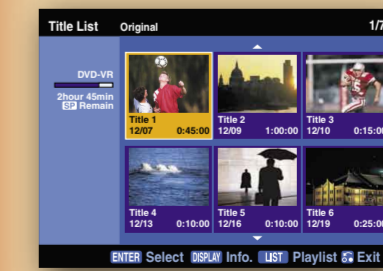 Title List Original 1/7
DVD-VR
2hour 45min
SP Remain
Title 1
12/07 0:45:00
Title 2
12/09 1:00:00
Title 3
12/10 0:15:00
Title 4
12/13 0:10:00
Title 5
12/16 0:10:00
Title 6
12/19 0:25:00
ENTER Select DISPLAY Info. LIST Playlist Exit